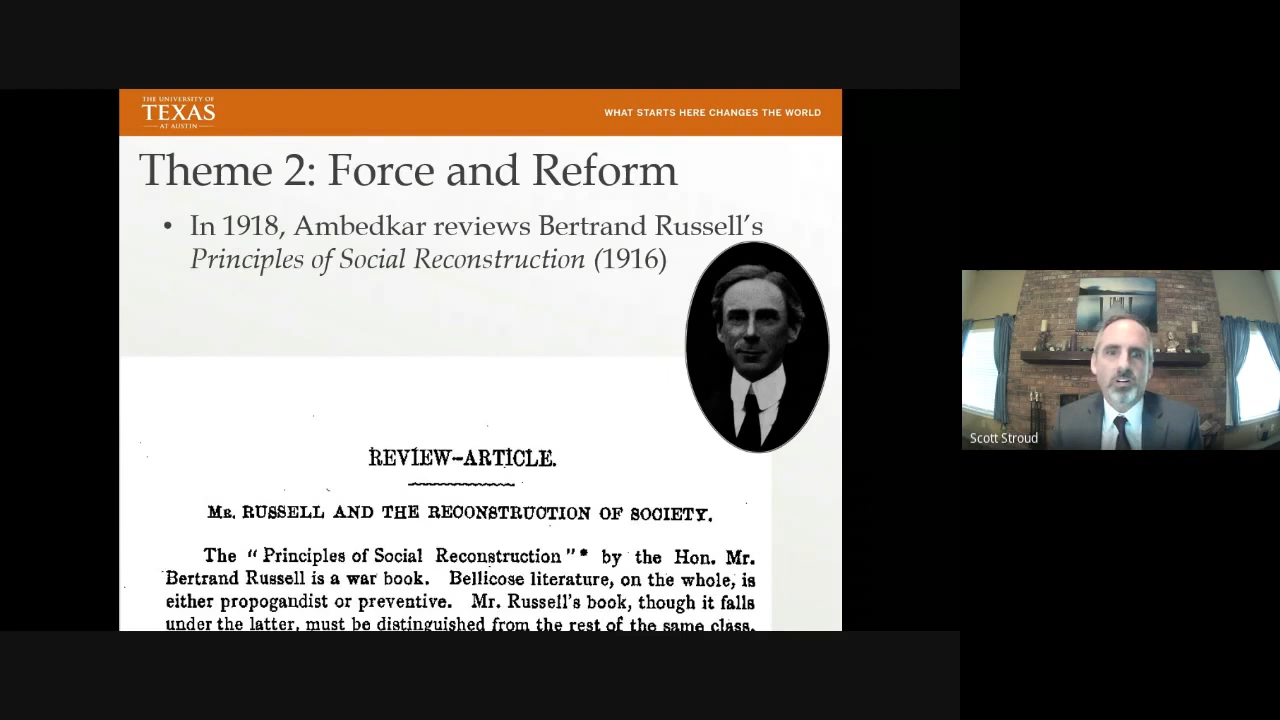 THE UNIVERSITY OF
TEXAS
AT AUSTIN
WHAT STARTS HERE CHANGES THE WORLD
Theme 2: Force and Reform
• In 1918, Ambedkar reviews Bertrand Russell’s
Principles of Social Reconstruction (1916)
REVIEW-ARTICLE.
MR. RUSSELL AND THE RECONSTRUCTION OF SOCIETY.
The “Principles of Social Reconstruction”* by the Hon. Mr.
Bertrand Russell is a war book. Bellicose literature, on the whole, is
either propogandist or preventive. Mr. Russell's book, though it falls
under the latter, must be distinguished from the rest of the same class.
Scott Stroud